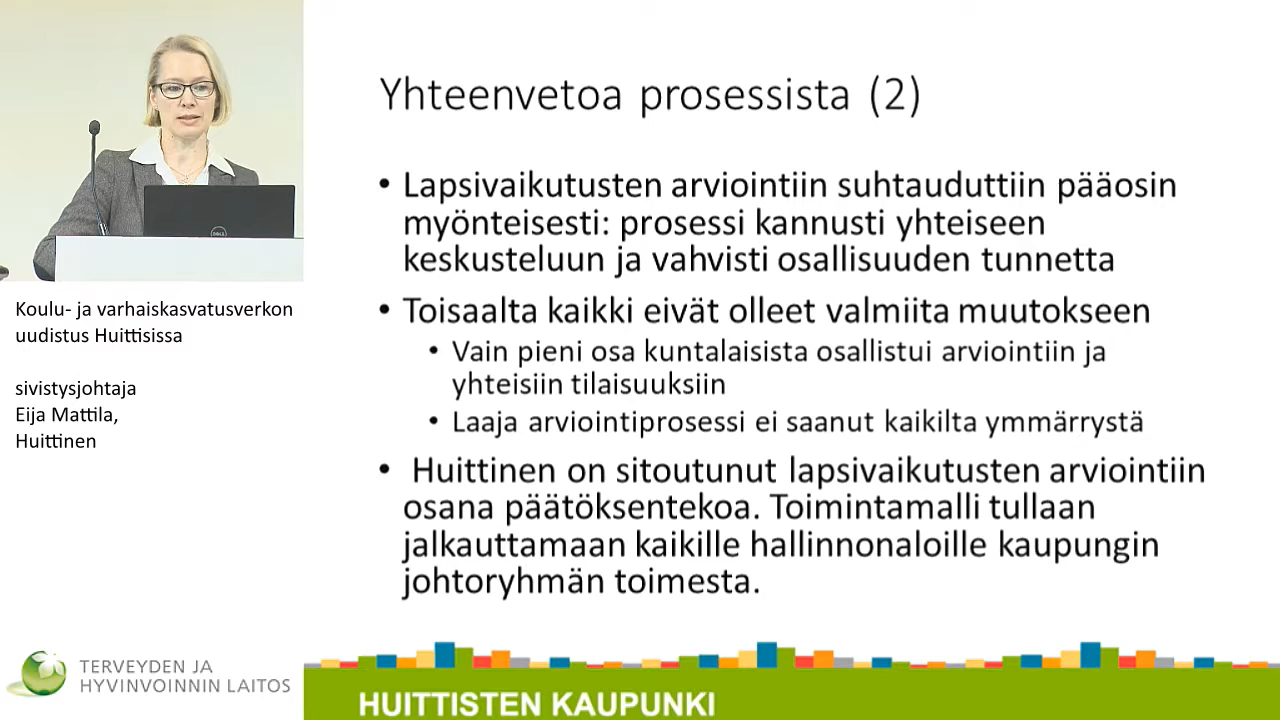 Yhteenvetoa prosessista (2)
• Lapsivaikutusten arviointiin suhtauduttiin pääosin
myönteisesti: prosessi kannusti yhteiseen
keskusteluun ja vahvisti osallisuuden tunnetta
• Toisaalta kaikki eivät olleet valmiita muutokseen
• Vain pieni osa kuntalaisista osallistui arviointiin ja
yhteisiin tilaisuuksiin
• Laaja arviointiprosessi ei saanut kaikilta ymmärrystä
• Huittinen on sitoutunut lapsivaikutusten arviointiin
osana päätöksentekoa. Toimintamalli tullaan
jalkauttamaan kaikille hallinnonaloille kaupungin
johtoryhmän toimesta.
DELL
Koulu- ja varhaiskasvatusverkon
uudistus Huittisissa
sivistysjohtaja
Eija Mattila,
Huittinen
TERVEYDEN JA
HYVINVOINNIN LAITOS
HUITTISTEN KAUPUNKI